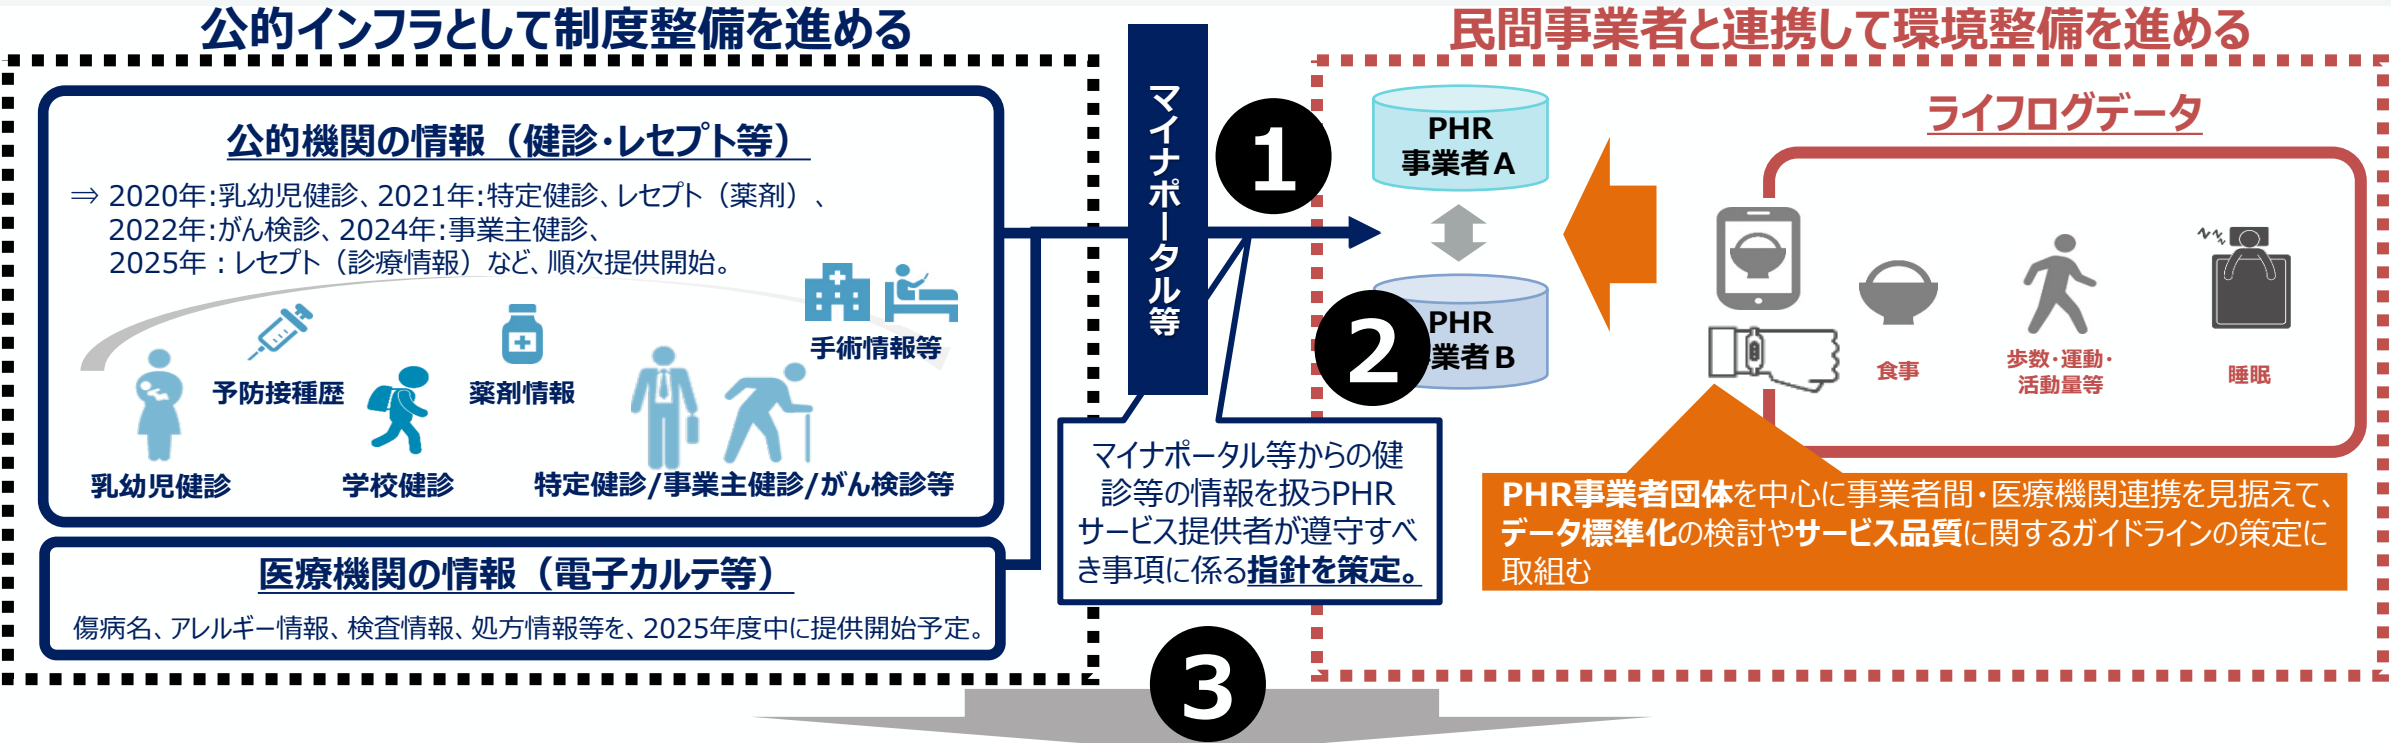 公的インフラとして制度整備を進める
公的機関の情報（健診・レセプト等）
⇒ 2020年:乳幼児健診、2021年:特定健診、レセプト（薬剤）、
2022年:がん検診、2024年:事業主健診、
2025年：レセプト（診療情報）など、順次提供開始。
手術情報等
予防接種歴
薬剤情報
乳幼児健診
学校健診
特定健診/事業主健診/がん検診等
医療機関の情報（電子カルテ等）
傷病名、アレルギー情報、検査情報、処方情報等を、2025年度中に提供開始予定。
マイナポータル等
1
マイナポータル等からの健
診等の情報を扱うPHR
サービス提供者が遵守すべ
き事項に係る指針を策定。
民間事業者と連携して環境整備を進める
PHR
事業者A
2
PHR
業者B
ライフログデータ
食事
歩数・運動・
活動量等
睡眠
PHR事業者団体を中心に事業者間・医療機関連携を見据えて、
データ標準化の検討やサービス品質に関するガイドラインの策定に
取組む
3